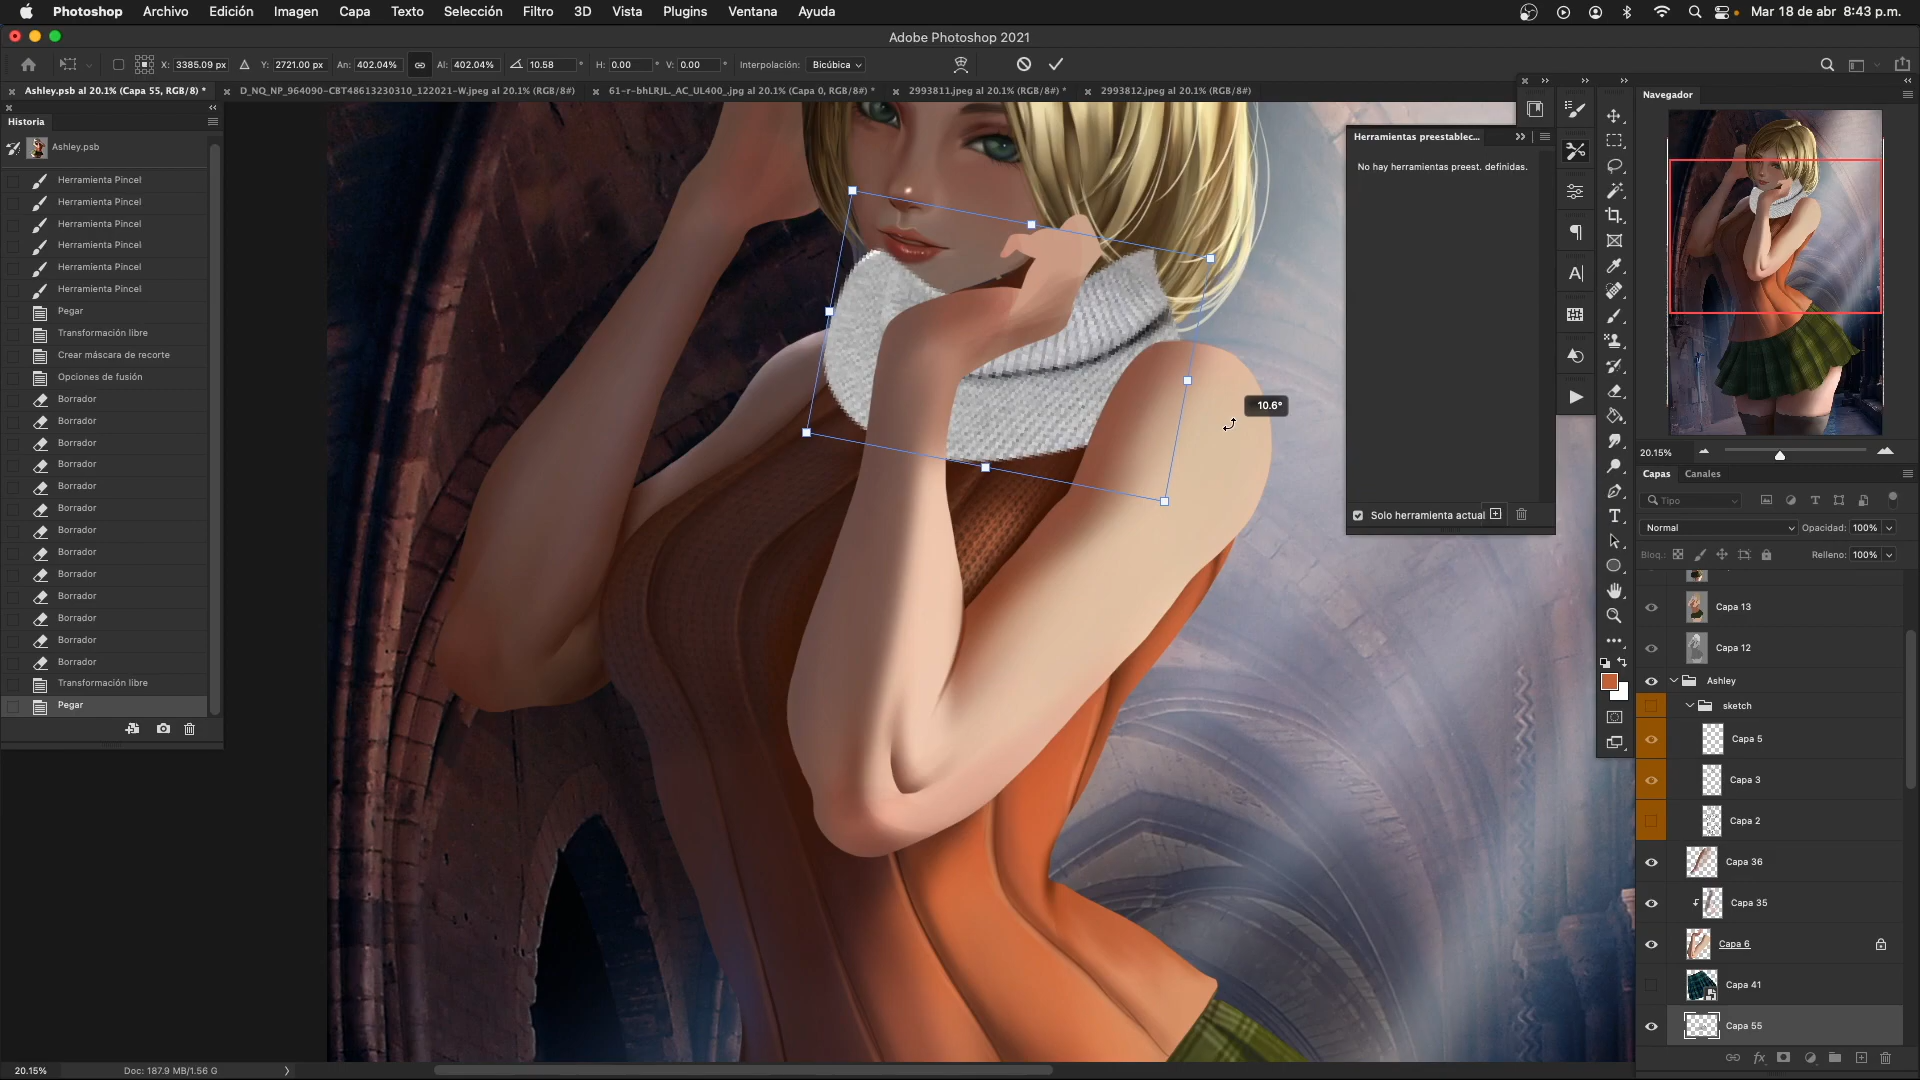 Photoshop Archivo Edición Imagen Capa Texto Selección Filtro 3D Vista Plugins Ventana Ayuda Mar 18 de abr 8:43 p.m.
Adobe Photoshop 2021
X: 3385.09 px Y: 2721.00 px An: 402.04% Al: 402.04% 10.58 ° H: 0.00 ° V: 0.00 ° Interpolación: Bicúbica
Ashley.psb al 20.1% (Capa 55, RGB/8) * D_NQ_NP_964090-CBT48613230310_122021-W.jpeg al 20.1% (RGB/8#) 61-r-bhLRJL._AC_UL400_.jpg al 20.1% (Capa 0, RGB/8#) * 2993811.jpeg al 20.1% (RGB/8#) * 2993812.jpeg al 20.1% (RGB/8#)
Historia
Ashley.psb
Herramienta Pincel
Herramienta Pincel
Herramienta Pincel
Herramienta Pincel
Herramienta Pincel
Herramienta Pincel
Pegar
Transformación libre
Crear máscara de recorte
Opciones de fusión
Borrador
Borrador
Borrador
Borrador
Borrador
Borrador
Borrador
Borrador
Borrador
Borrador
Borrador
Borrador
Borrador
Transformación libre
Pegar
10.6°
Herramientas preestablec...
No hay herramientas preest. definidas.
Solo herramienta actual
Navegador
20.15%
Capas Canales
Tipo
Normal Opacidad: 100%
Bloq.: Relleno: 100%
Capa 13
Capa 12
Ashley
sketch
Capa 5
Capa 3
Capa 2
Capa 36
Capa 35
Capa 6
Capa 41
Capa 55
20.15% Doc: 187.9 MB/1.56 G